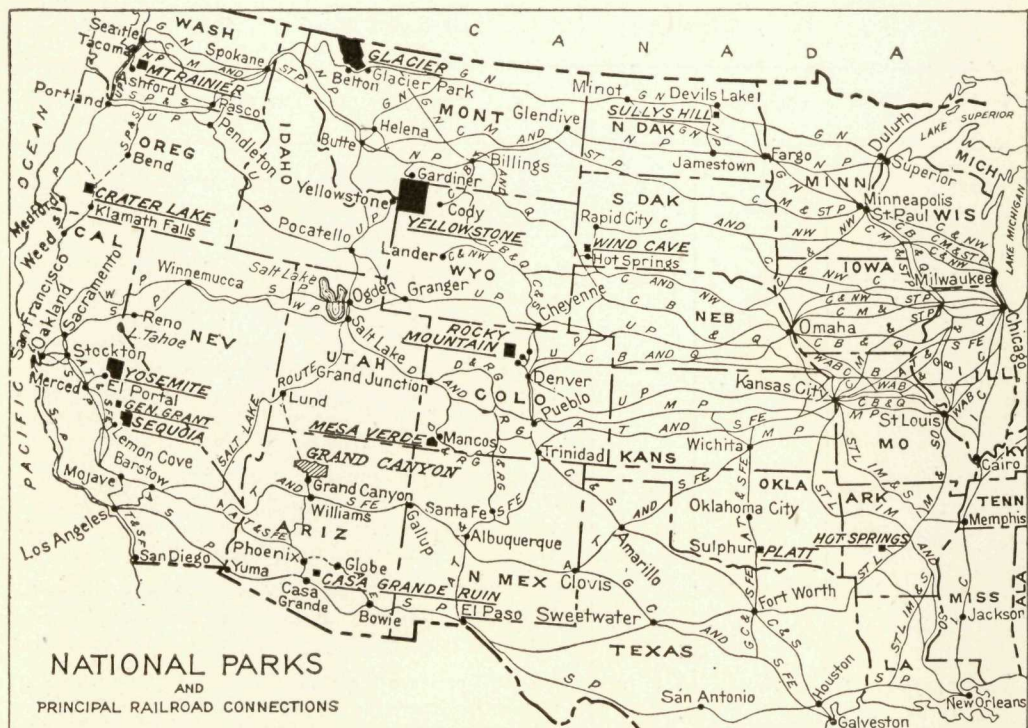 NATIONAL PARKS
AND
PRINCIPAL RAILROAD CONNECTIONS
C A N A D A
PACIFIC OCEAN
WASH
Seattle
Tacoma
Spokane
Ashford
MT RAINIER
Portland
Pasco
Pendleton
OREG
Bend
IDAHO
CRATER LAKE
Klamath Falls
Medford
Weed
CAL
GLACIER
Belton
Glacier Park
MONT
Helena
Glendive
Butte
Billings
Gardiner
Yellowstone
Cody
YELLOWSTONE
Pocatello
Lander
WYO
Minot
Devils Lake
SULLY'S HILL
N DAK
Jamestown
Fargo
S DAK
Rapid City
WIND CAVE
Hot Springs
MINN
Duluth
Superior
LAKE SUPERIOR
MICH
Minneapolis
St Paul
WIS
LAKE MICHIGAN
Milwaukee
IOWA
Chicago
San Francisco
Oakland
Sacramento
Winnemucca
Salt Lake
Ogden
Granger
Cheyenne
NEB
Omaha
Reno
L. Tahoe
NEV
Stockton
Merced
YOSEMITE
El Portal
GEN. GRANT
SEQUOIA
Lemon Cove
Salt Lake
UTAH
Grand Junction
ROCKY
MOUNTAIN
Denver
Pueblo
COLO
Kansas City
ILL
St Louis
MO
SALT LAKE ROUTE
Lund
MESA VERDE
Mancos
Trinidad
KANS
Wichita
Cairo
KY
Barstow
Mojave
Los Angeles
GRAND CANYON
Grand Canyon
Williams
ARIZ
Gallup
Santa Fe
Albuquerque
OKLA
Oklahoma City
ARK
TENN
Memphis
Amarillo
Sulphur
PLATT
HOT SPRINGS
San Diego
Yuma
Phoenix
Globe
CASA GRANDE RUIN
Casa
Grande
Bowie
N MEX
Clovis
El Paso
Sweetwater
Fort Worth
MISS
ALA
Jackson
TEXAS
LA
San Antonio
Houston
Galveston
New Orleans